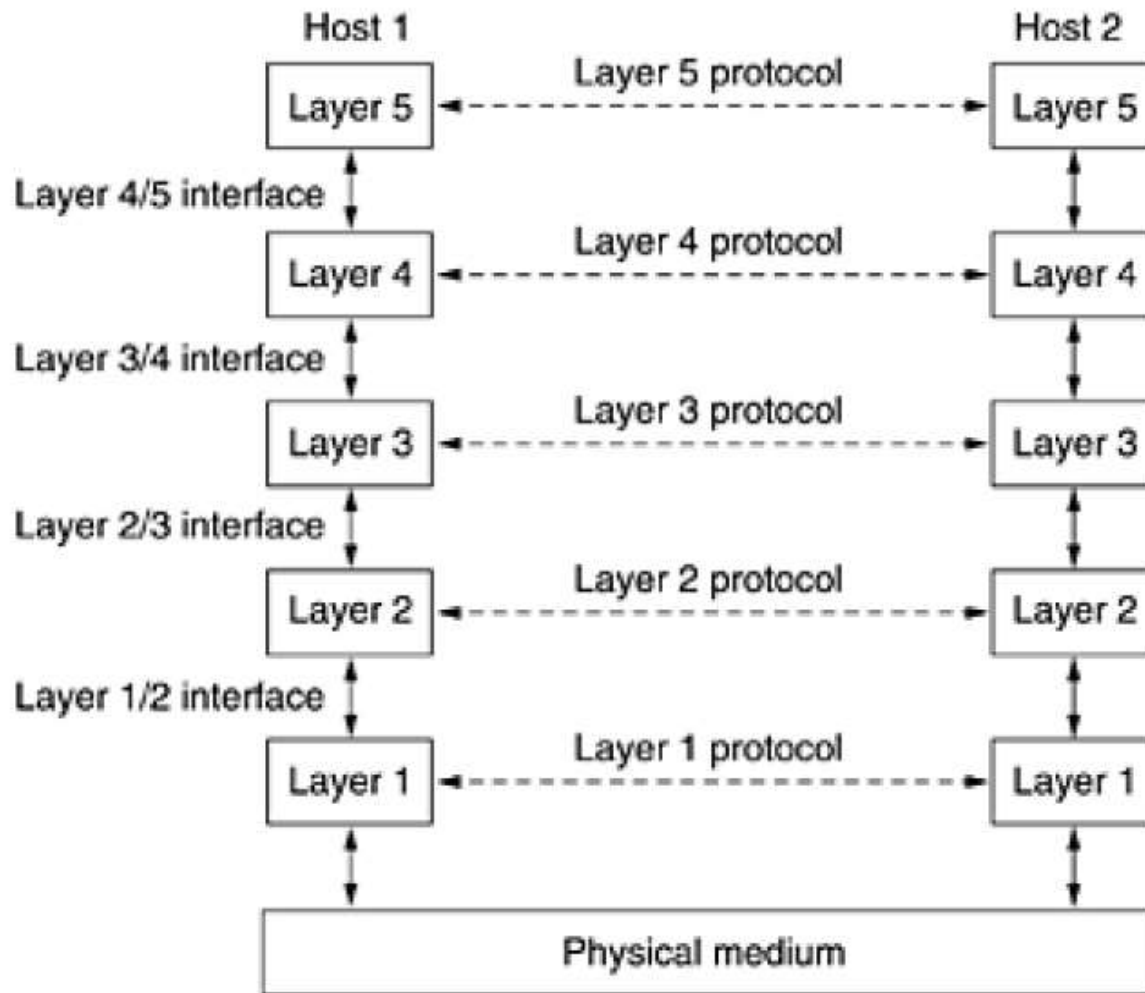 Host 1
Host 2
Layer 5 protocol
Layer 5
Layer 5
Layer 4/5 interface
Layer 4 protocol
Layer 4
Layer 4
Layer 3/4 interface
Layer 3 protocol
Layer 3
Layer 3
Layer 2/3 interface
Layer 2 protocol
Layer 2
Layer 2
Layer 1/2 interface
Layer 1 protocol
Layer 1
Layer 1
Physical medium